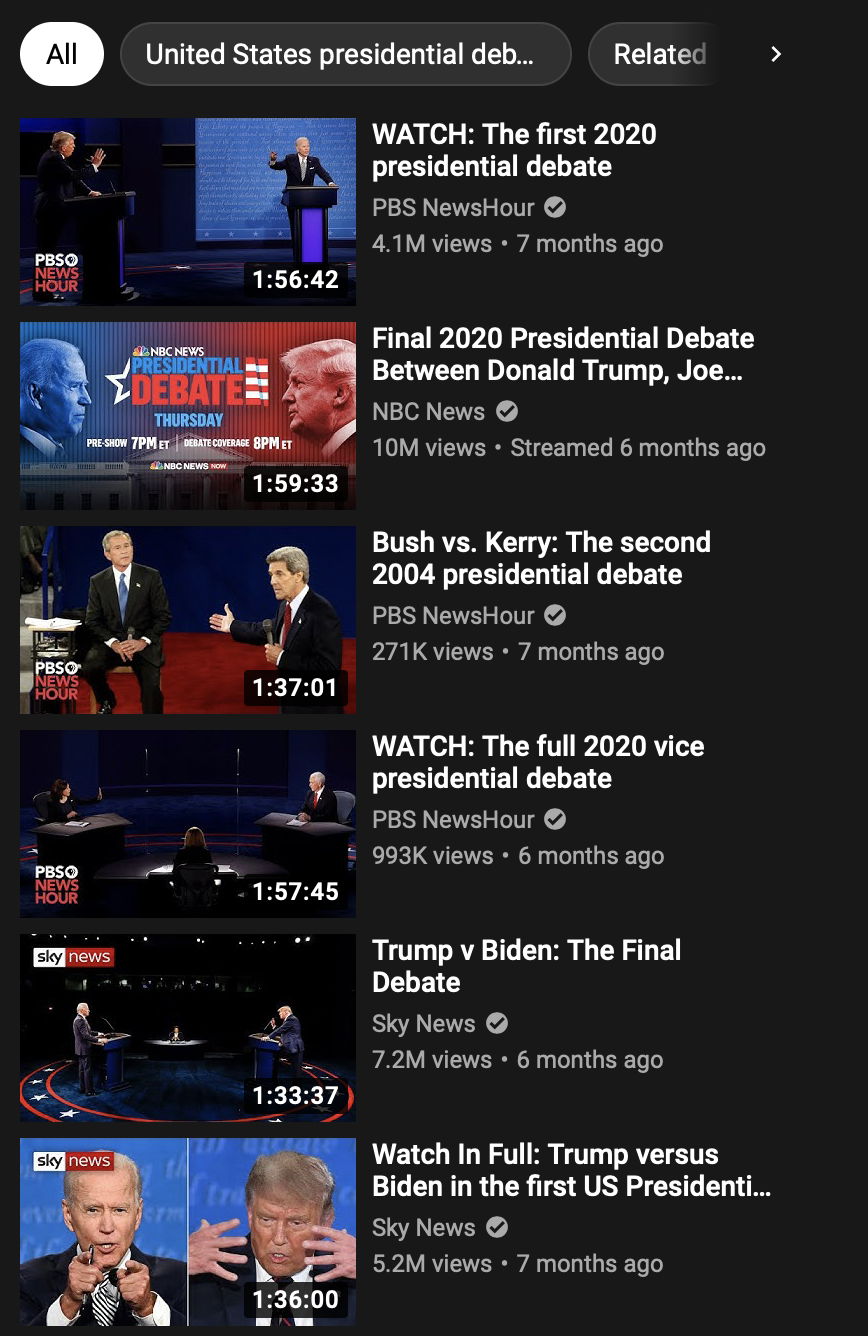 All
United States presidential deb...
Related
PBS
NEWS
HOUR
1:56:42
WATCH: The first 2020
presidential debate
PBS NewsHour
4.1M views • 7 months ago
NBC NEWS
PRESIDENTIAL
DEBATE
THURSDAY
PRE-SHOW 7PM ET | DEBATE COVERAGE 8PM ET
NBC NEWS NOW
1:59:33
Final 2020 Presidential Debate
Between Donald Trump, Joe...
NBC News
10M views • Streamed 6 months ago
PBS
NEWS
HOUR
1:37:01
Bush vs. Kerry: The second
2004 presidential debate
PBS NewsHour
271K views • 7 months ago
PBS
NEWS
HOUR
1:57:45
WATCH: The full 2020 vice
presidential debate
PBS NewsHour
993K views • 6 months ago
sky news
1:33:37
Trump v Biden: The Final
Debate
Sky News
7.2M views • 6 months ago
sky news
1:36:00
Watch In Full: Trump versus
Biden in the first US Presidenti...
Sky News
5.2M views • 7 months ago